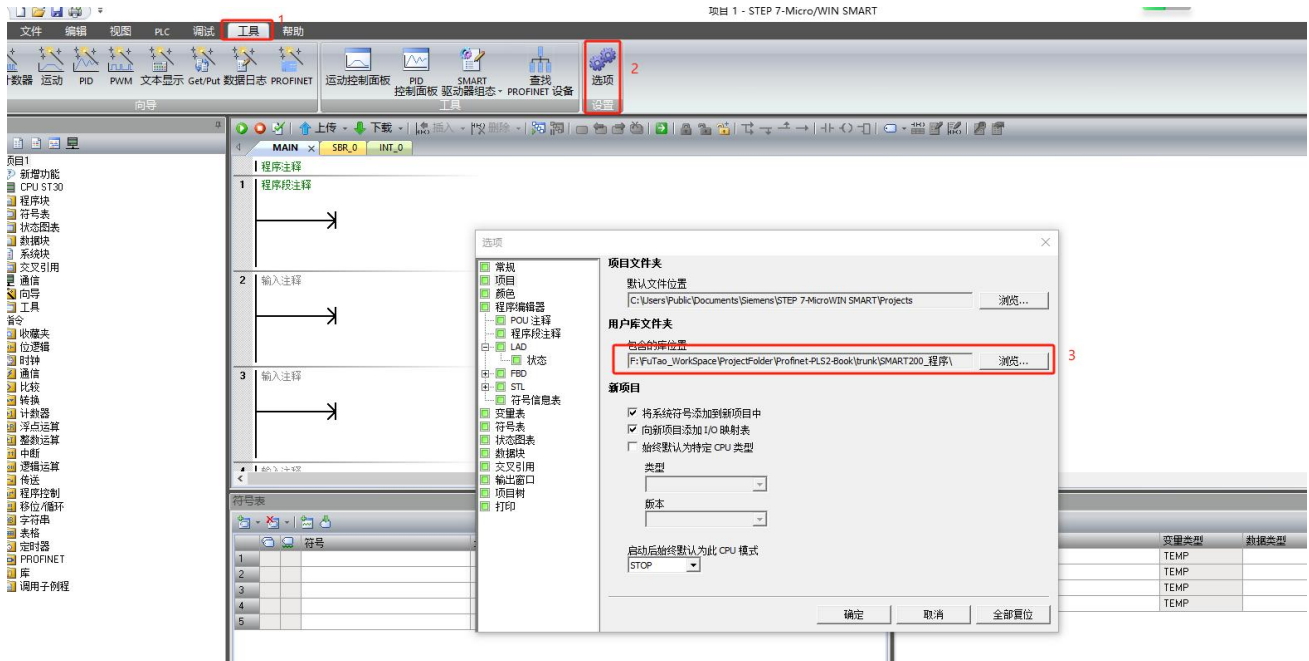 项目 1 - STEP 7-Micro/WIN SMART
文件 编辑 视图 PLC 调试 工具 帮助
1
运动 PID PWM 文本显示 Get/Put 数据日志 PROFINET
运动控制面板
PID 控制面板
SMART 驱动器组态
查找 PROFINET 设备
选项
2
向导 工具 设置
上传 下载 插入 删除
MAIN × SBR_0 INT_0
程序注释
1 程序段注释
2 输入注释
3 输入注释
4 输入注释
项目1
新增功能
CPU ST30
程序块
符号表
状态图表
数据块
系统块
交叉引用
通信
向导
工具
指令
收藏夹
位逻辑
时钟
通信
比较
转换
计数器
浮点运算
整数运算
中断
逻辑运算
传送
程序控制
移位/循环
字符串
表格
定时器
PROFINET
库
调用子例程
选项
常规
项目
颜色
程序编辑器
POU 注释
程序段注释
LAD
状态
FBD
STL
符号信息表
变量表
符号表
状态图表
数据块
交叉引用
输出窗口
项目树
打印
项目文件夹
默认文件位置
C:\Users\Public\Documents\Siemens\STEP 7-MicroWIN SMART\Projects 浏览...
用户库文件夹
包含的库位置
F:\FuTao_WorkSpace\ProjectFolder\Profinet-PLS2-Book\trunk\SMART200_程序\ 浏览...
3
新项目
将系统符号添加到新项目中
向新项目添加 I/O 映射表
始终默认为特定 CPU 类型
类型
版本
启动后始终默认为此 CPU 模式
STOP
确定 取消 全部复位
符号表
符号
1
2
3
4
5
变量类型 数据类型
TEMP
TEMP
TEMP
TEMP